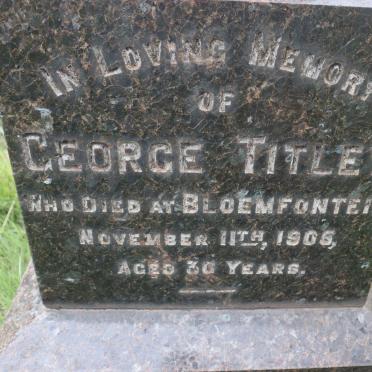 IN LOVING MEMORY
OF
GEORGE TITLE
WHO DIED AT BLOEMFONTEI
NOVEMBER 11TH, 1906,
AGED 30 YEARS.